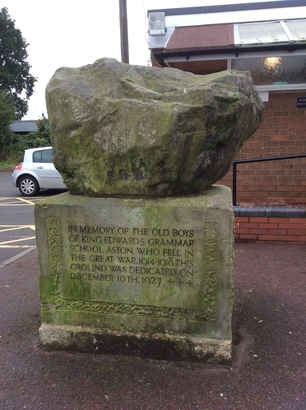 IN MEMORY OF THE OLD BOYS
OF KING EDWARDS GRAMMAR
SCHOOL ASTON WHO FELL IN
THE GREAT WAR. 1914-1918. THIS
GROUND WAS DEDICATED ON
DECEMBER 10TH, 1927 +++